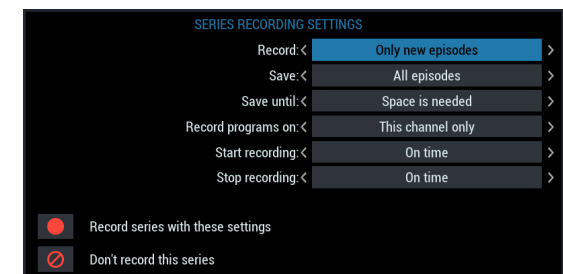 SERIES RECORDING SETTINGS
Record: < Only new episodes >
Save: < All episodes >
Save until: < Space is needed >
Record programs on: < This channel only >
Start recording: < On time >
Stop recording: < On time >
Record series with these settings
Don't record this series